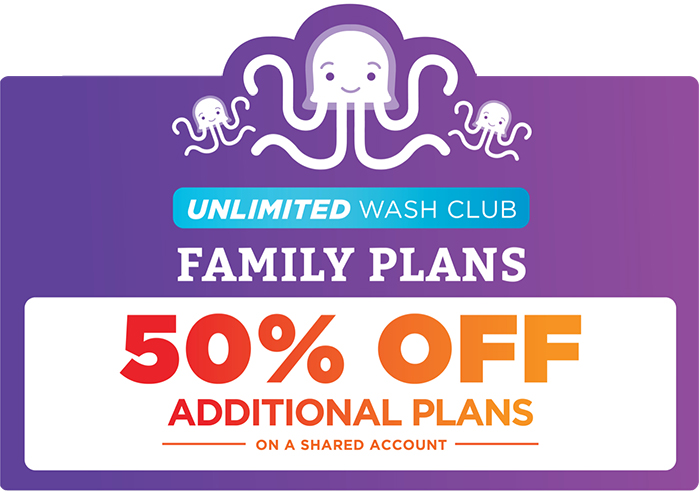 UNLIMITED WASH CLUB
FAMILY PLANS
50% OFF
ADDITIONAL PLANS
ON A SHARED ACCOUNT